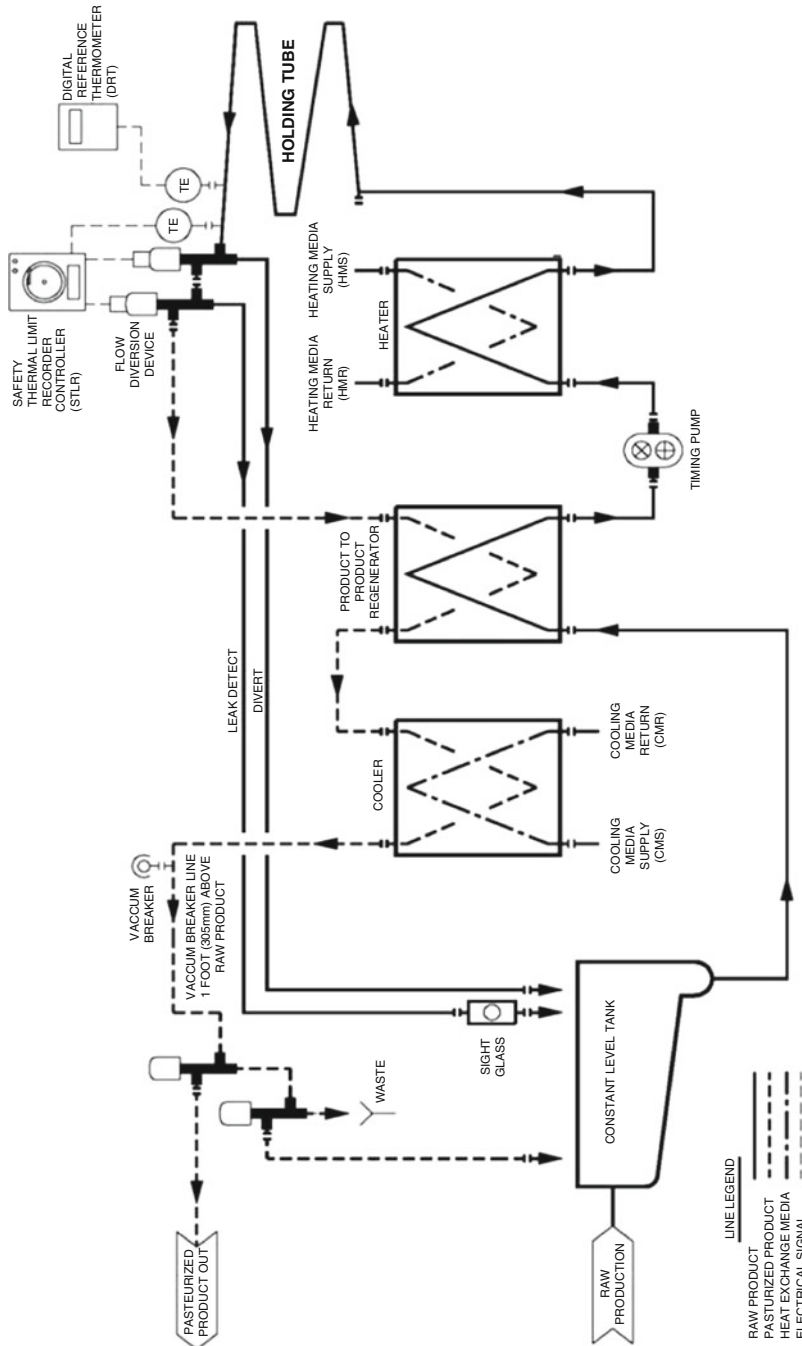 DIGITAL
REFERENCE
THERMOMETER
(DRT)
HOLDING TUBE
TE
TE
SAFETY
THERMAL LIMIT
RECORDER
CONTROLLER
(STLR)
FLOW
DIVERSION
DEVICE
HEATING MEDIA
SUPPLY
(HMS)
HEATING MEDIA
RETURN
(HMR)
HEATER
TIMING PUMP
PRODUCT TO
PRODUCT
REGENERATOR
LEAK DETECT
DIVERT
COOLER
COOLING
MEDIA
RETURN
(CMR)
COOLING
MEDIA
SUPPLY
(CMS)
VACCUM
BREAKER
VACCUM BREAKER LINE
1 FOOT (305mm) ABOVE
RAW PRODUCT
SIGHT
GLASS
WASTE
CONSTANT LEVEL TANK
PASTEURIZED
PRODUCT OUT
RAW
PRODUCTION
LINE LEGEND
RAW PRODUCT
PASTURIZED PRODUCT
HEAT EXCHANGE MEDIA
ELECTRICAL SIGNAL